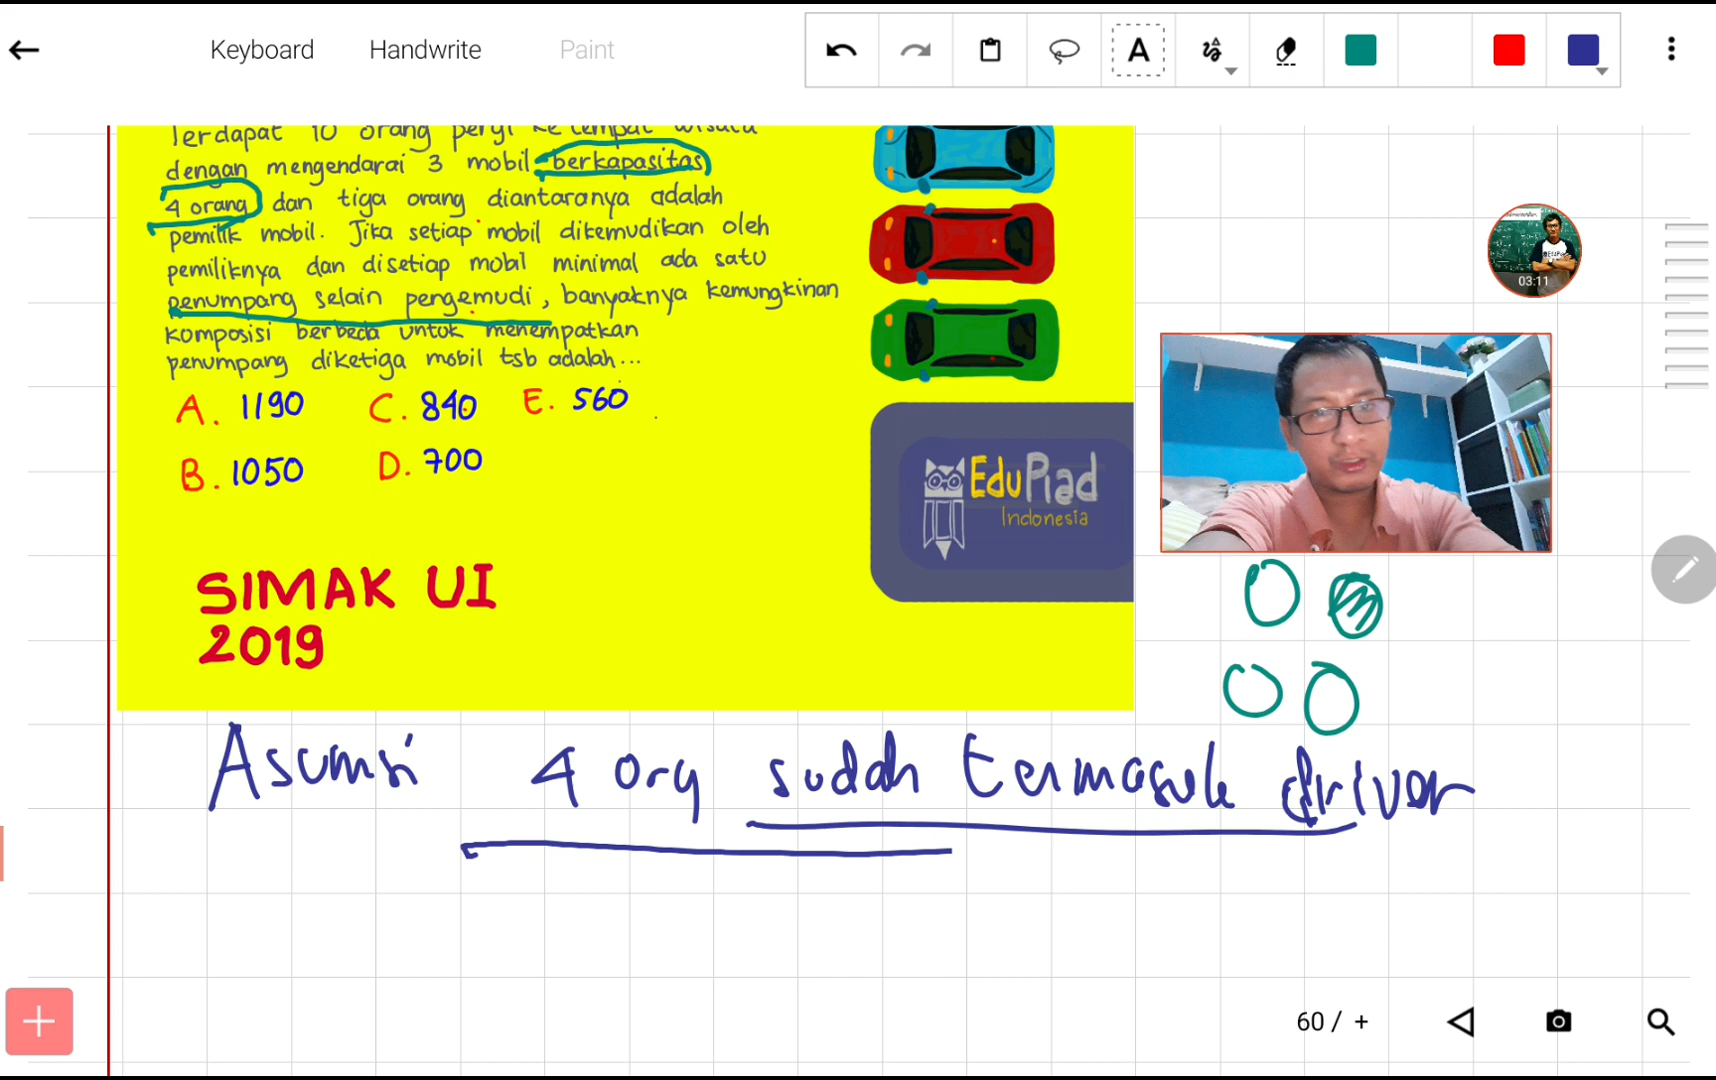 Keyboard Handwrite Paint
A
Terdapat 10 orang pergi ke tempat wisata
dengan mengendarai 3 mobil berkapasitas
4 orang dan tiga orang diantaranya adalah
pemilik mobil. Jika setiap mobil dikemudikan oleh
pemiliknya dan disetiap mobil minimal ada satu
penumpang selain pengemudi, banyaknya kemungkinan
komposisi berbeda untuk menempatkan
penumpang diketiga mobil tsb adalah...
A. 1190 C. 840 E. 560
B. 1050 D. 700
SIMAK UI
2019
EduPiad
Indonesia
03:11
Asumsi 4 org sudah termasuk driver
60 / +